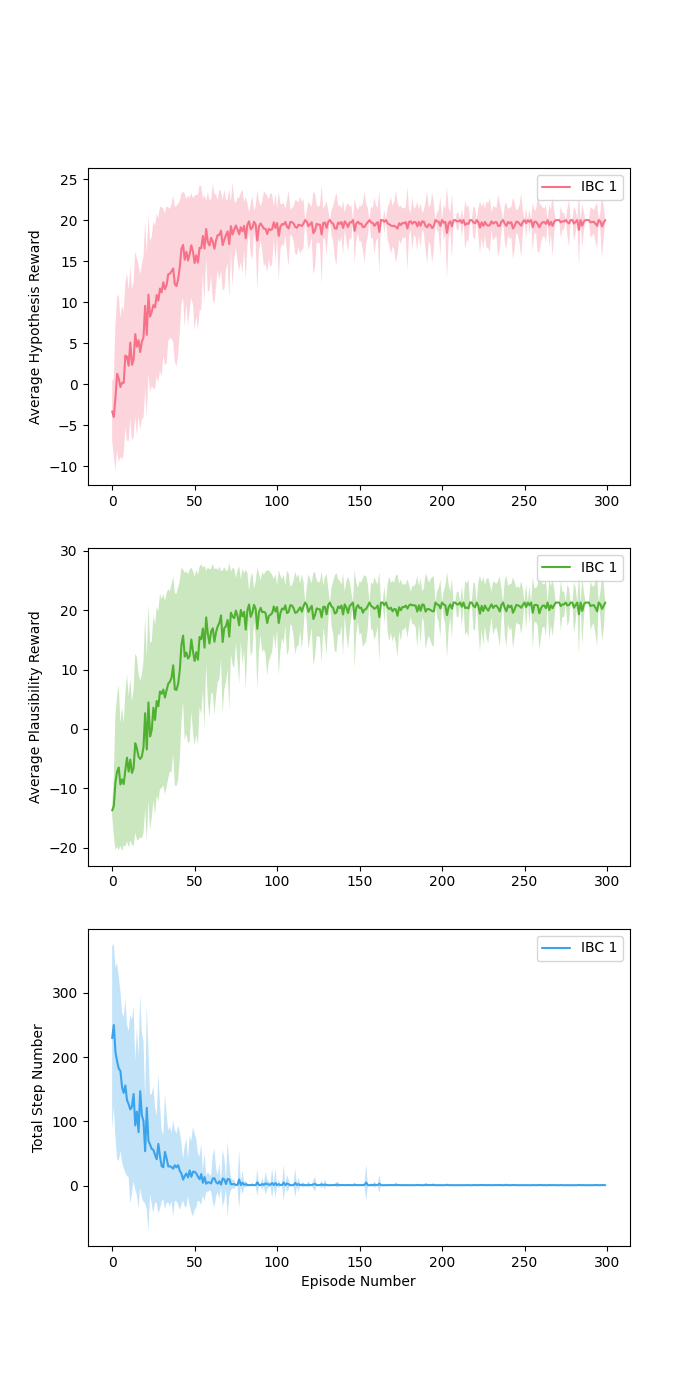 IBC 1
25
20
15
10
5
0
−5
−10
Average Hypothesis Reward
0 50 100 150 200 250 300
IBC 1
30
20
10
0
−10
−20
Average Plausibility Reward
0 50 100 150 200 250 300
IBC 1
300
200
100
0
Total Step Number
0 50 100 150 200 250 300
Episode Number